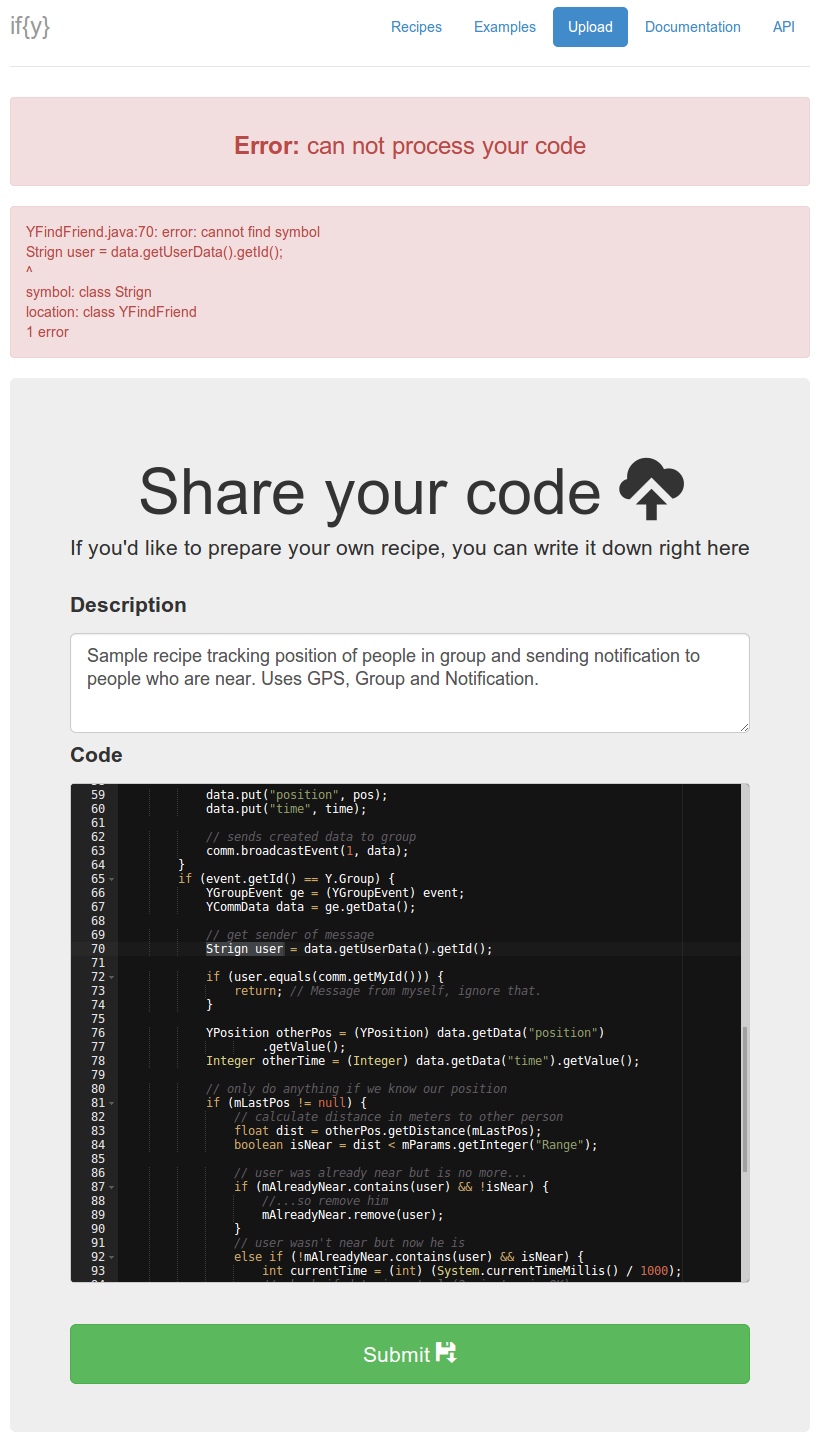 if{y}
Recipes Examples Upload Documentation API
Error: can not process your code
YFindFriend.java:70: error: cannot find symbol
Strign user = data.getUserData().getId();
^
symbol: class Strign
location: class YFindFriend
1 error
Share your code
If you'd like to prepare your own recipe, you can write it down right here
Description
Sample recipe tracking position of people in group and sending notification to
people who are near. Uses GPS, Group and Notification.
Code
59 data.put("position", pos);
60 data.put("time", time);
61
62 // sends created data to group
63 comm.broadcastEvent(1, data);
64 }
65 if (event.getId() == Y.Group) {
66 YGroupEvent ge = (YGroupEvent) event;
67 YCommData data = ge.getData();
68
69 // get sender of message
70 Strign user = data.getUserData().getId();
71
72 if (user.equals(comm.getMyId())) {
73 return; // Message from myself, ignore that.
74 }
75
76 YPosition otherPos = (YPosition) data.getData("position")
77 .getValue();
78 Integer otherTime = (Integer) data.getData("time").getValue();
79
80 // only do anything if we know our position
81 if (mLastPos != null) {
82 // calculate distance in meters to other person
83 float dist = otherPos.getDistance(mLastPos);
84 boolean isNear = dist < mParams.getInteger("Range");
85
86 // user was already near but is no more...
87 if (mAlreadyNear.contains(user) && !isNear) {
88 //...so remove him
89 mAlreadyNear.remove(user);
90 }
91 // user wasn't near but now he is
92 else if (!mAlreadyNear.contains(user) && isNear) {
93 int currentTime = (int) (System.currentTimeMillis() / 1000);
Submit